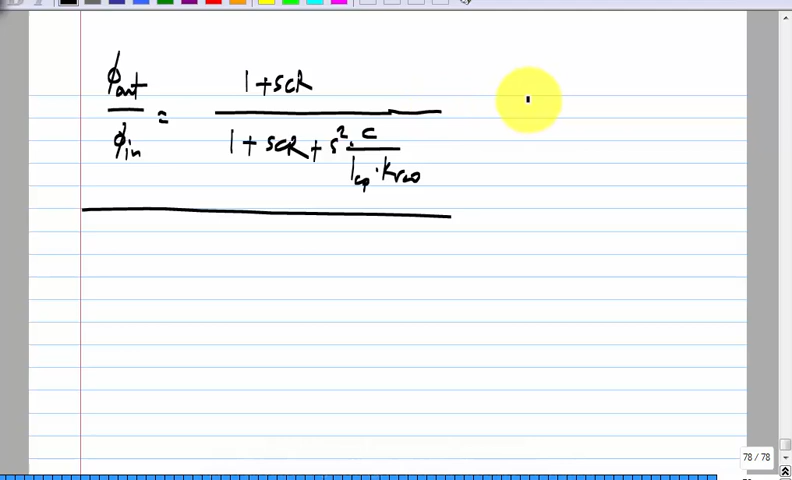 ϕout / ϕin = (1 + sCR) / (1 + sCR + s² · C / (Icp · Kvco))
78 / 78